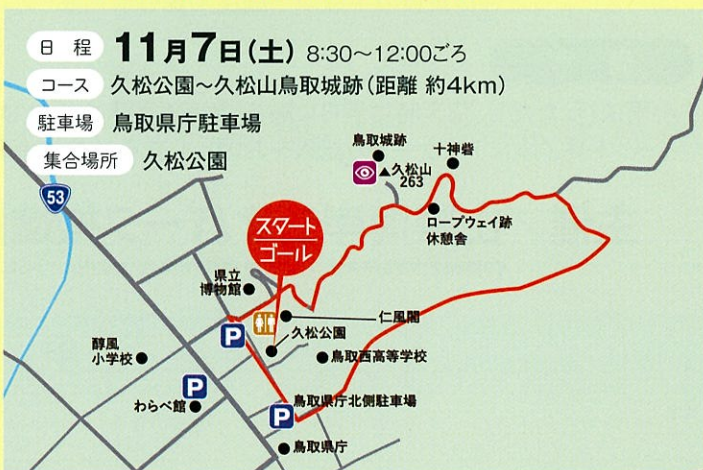 日　程　11月7日(土) 8:30～12:00ごろ
コース　久松公園～久松山鳥取城跡(距離 約4km)
駐車場　鳥取県庁駐車場
集合場所　久松公園
53
鳥取城跡
十神砦
久松山
263
ロープウェイ跡
休憩舎
スタート
ゴール
県立
博物館
仁風閣
P
久松公園
醇風
小学校
鳥取西高等学校
P
わらべ館
鳥取県庁北側駐車場
P
鳥取県庁